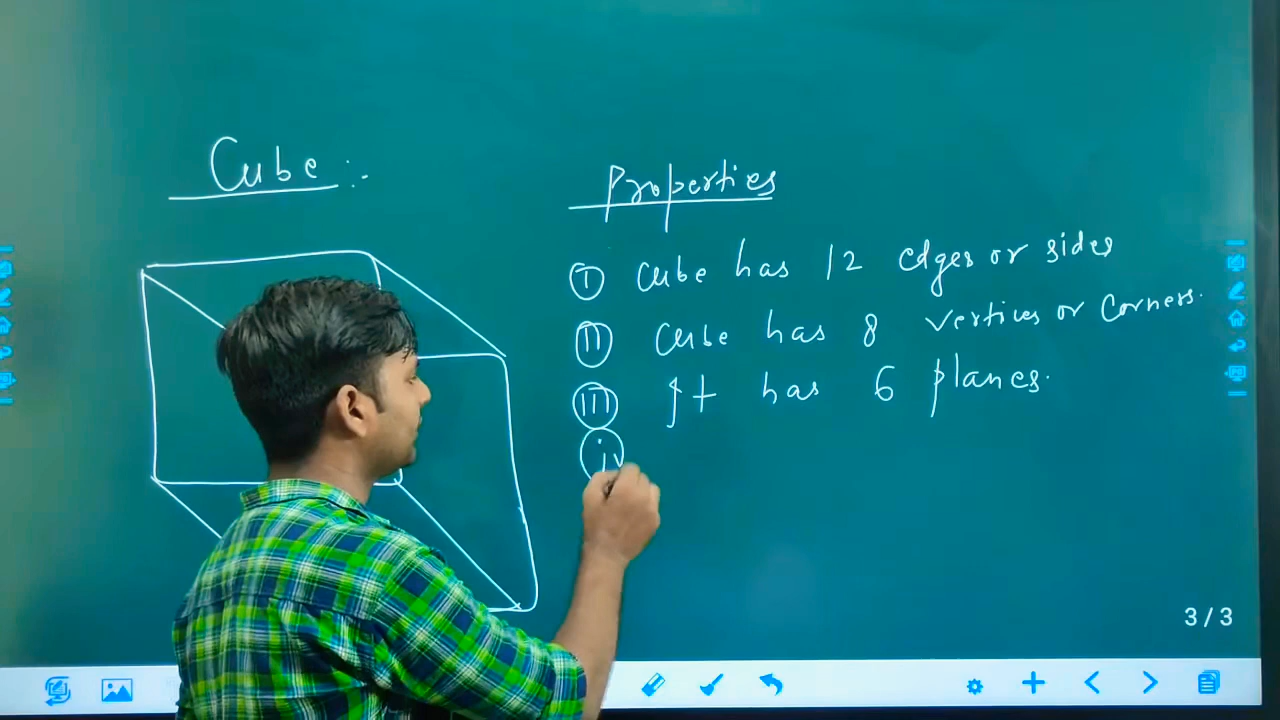 Cube :-
Properties
I Cube has 12 edges or sides
II Cube has 8 vertices or corners.
III It has 6 planes.
iv
3/3